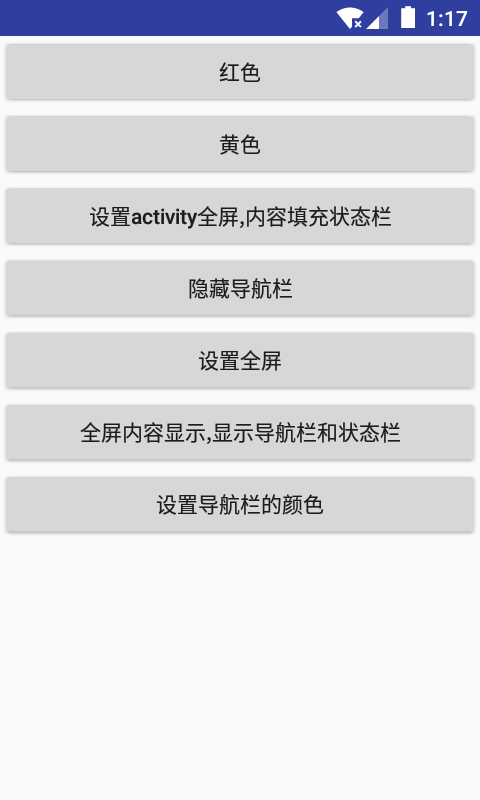 1:17
红色
黄色
设置activity全屏,内容填充状态栏
隐藏导航栏
设置全屏
全屏内容显示,显示导航栏和状态栏
设置导航栏的颜色